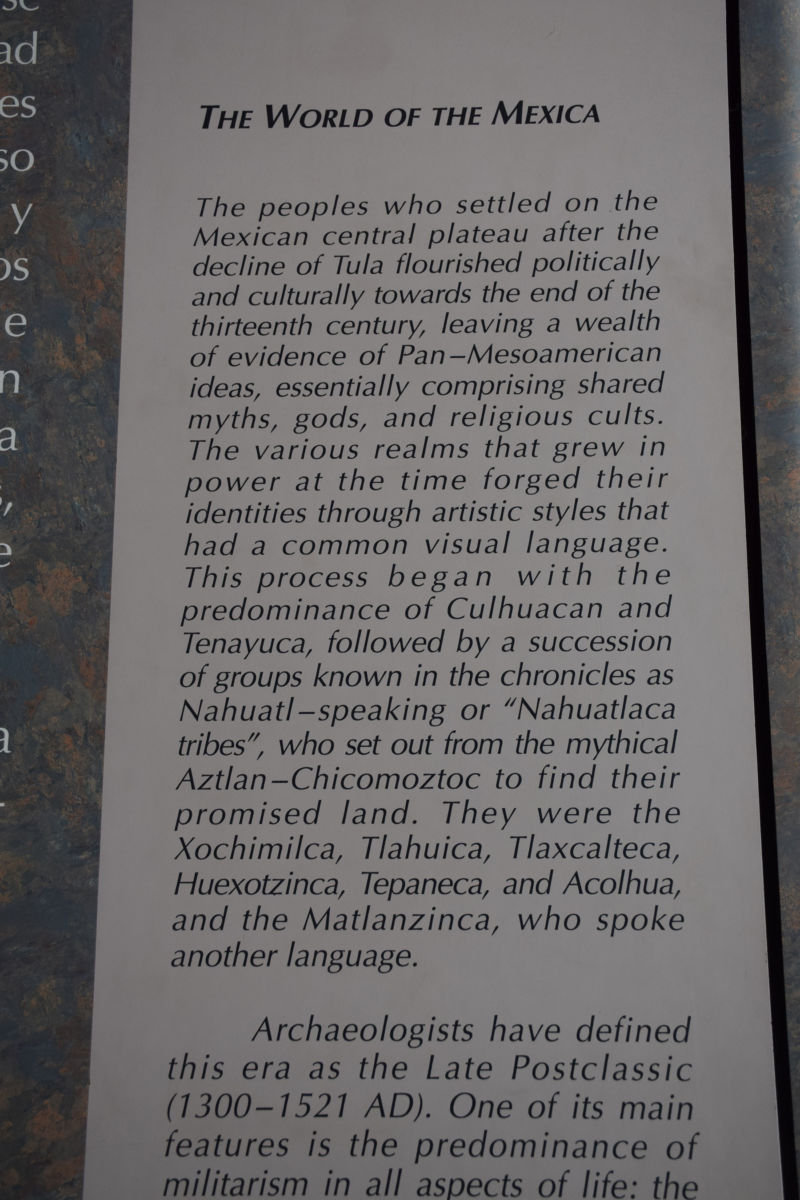 ad
es
so
y
os
e
n
a
e
a
THE WORLD OF THE MEXICA
The peoples who settled on the
Mexican central plateau after the
decline of Tula flourished politically
and culturally towards the end of the
thirteenth century, leaving a wealth
of evidence of Pan–Mesoamerican
ideas, essentially comprising shared
myths, gods, and religious cults.
The various realms that grew in
power at the time forged their
identities through artistic styles that
had a common visual language.
This process began with the
predominance of Culhuacan and
Tenayuca, followed by a succession
of groups known in the chronicles as
Nahuatl–speaking or “Nahuatlaca
tribes”, who set out from the mythical
Aztlan–Chicomoztoc to find their
promised land. They were the
Xochimilca, Tlahuica, Tlaxcalteca,
Huexotzinca, Tepaneca, and Acolhua,
and the Matlanzinca, who spoke
another language.
Archaeologists have defined
this era as the Late Postclassic
(1300–1521 AD). One of its main
features is the predominance of
militarism in all aspects of life: the